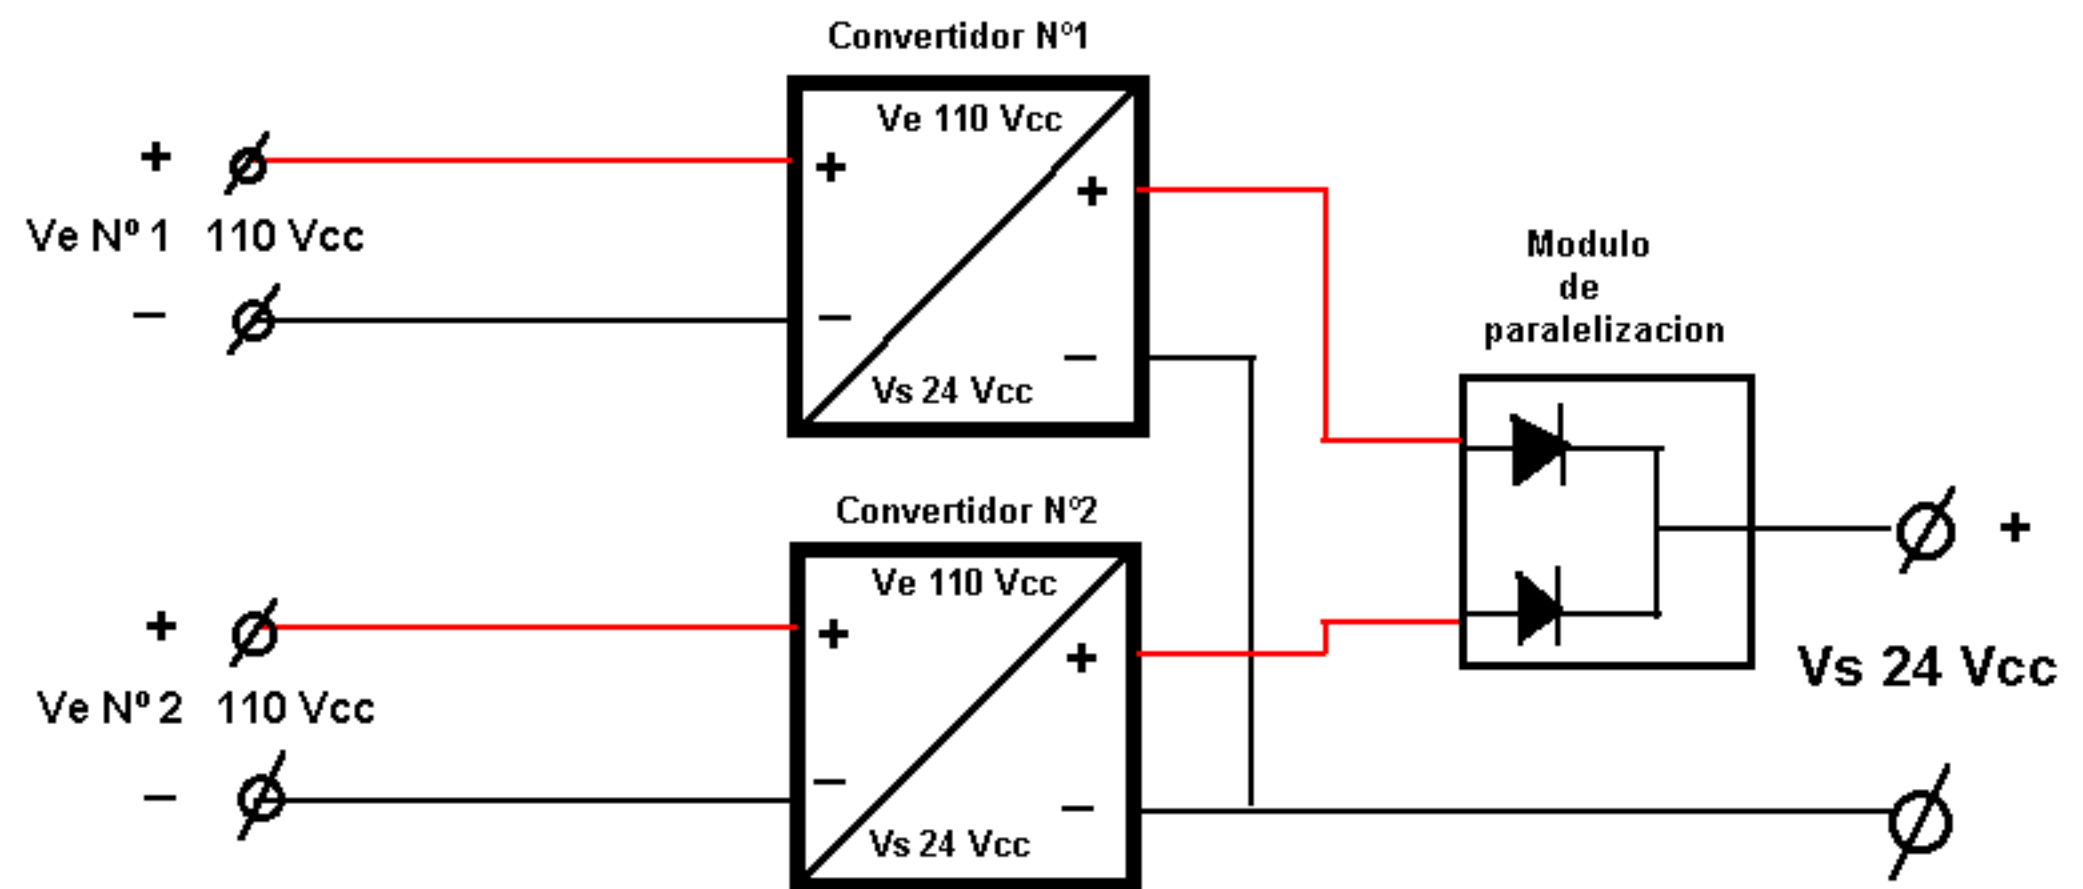 Convertidor Nº1
Ve 110 Vcc
+
+
Ve Nº 1 110 Vcc
−
−
+
+
−
Vs 24 Vcc
Modulo
de
paralelizacion
Convertidor Nº2
Ve 110 Vcc
+
+
Ve Nº 2 110 Vcc
−
−
+
−
Vs 24 Vcc
Vs 24 Vcc